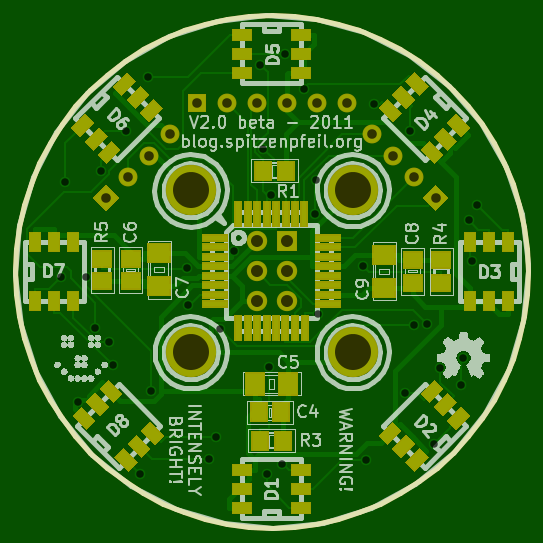 D5
D6
D4
V2.0 beta - 2011
blog.spitzenpfeil.org
R1
R5
C6
C8
R4
D7
C7
C9
D3
C5
C4
R3
D8
D2
INTENSELY
BRIGHT!
WARNING!
D1